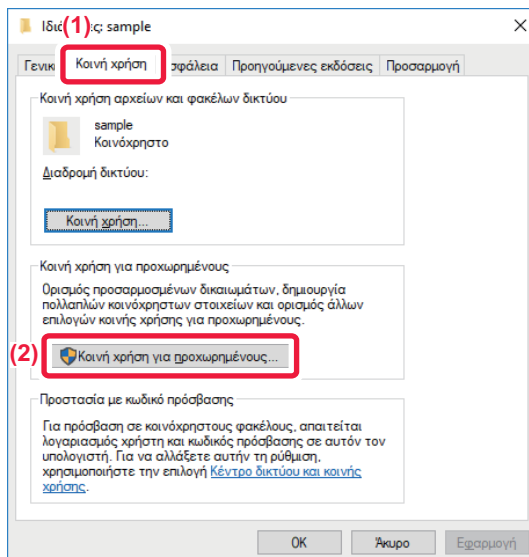 (1)
Ιδι ες: sample
Γενικ Κοινή χρήση σφάλεια Προηγούμενες εκδόσεις Προσαρμογή
Κοινή χρήση αρχείων και φακέλων δικτύου
sample
Κοινόχρηστο
Διαδρομή δικτύου:
Κοινή χρήση...
Κοινή χρήση για προχωρημένους
Ορισμός προσαρμοσμένων δικαιωμάτων, δημιουργία
πολλαπλών κοινόχρηστων στοιχείων και ορισμός άλλων
επιλογών κοινής χρήσης για προχωρημένους.
(2)
Κοινή χρήση για προχωρημένους...
Προστασία με κωδικό πρόσβασης
Για πρόσβαση σε κοινόχρηστους φακέλους, απαιτείται
λογαριασμός χρήστη και κωδικός πρόσβασης σε αυτόν τον
υπολογιστή. Για να αλλάξετε αυτήν τη ρύθμιση,
χρησιμοποιήστε την επιλογή Κέντρο δικτύου και κοινής
χρήσης.
OK Άκυρο Εφαρμογή